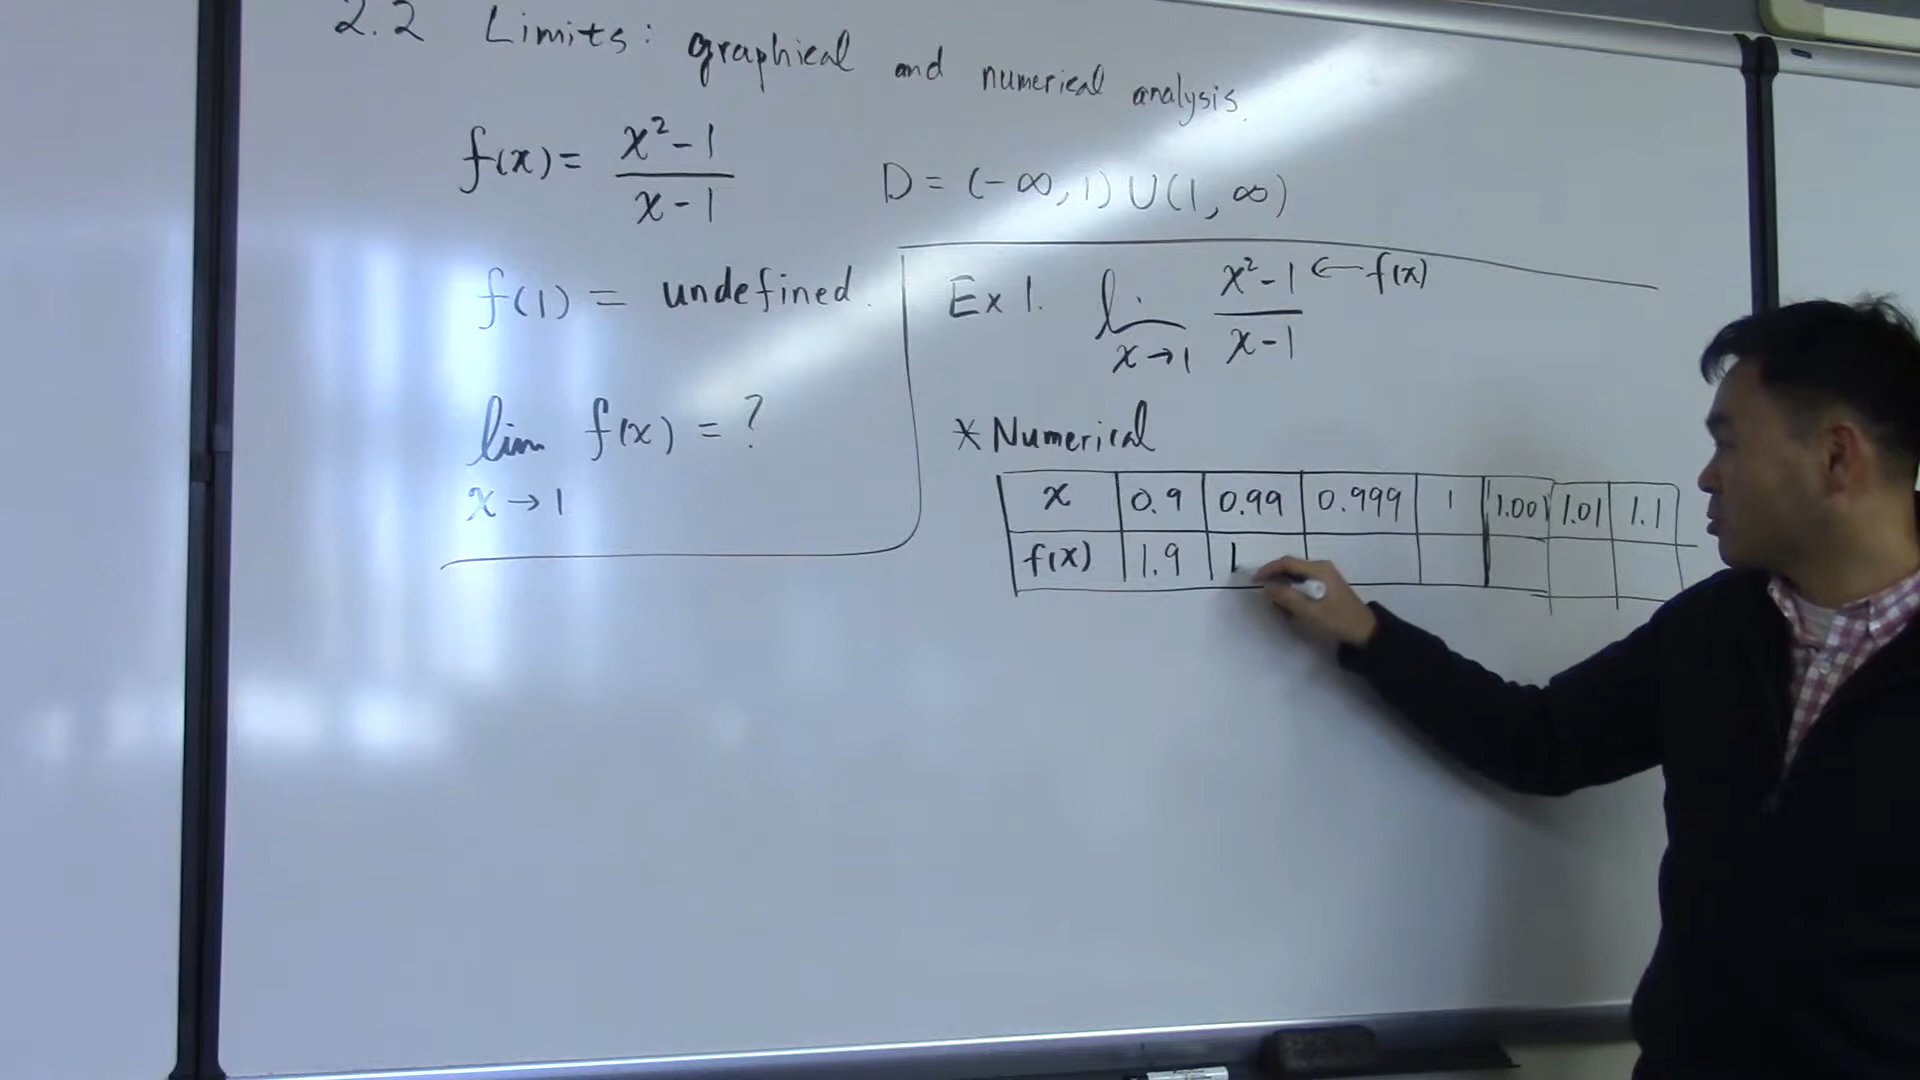 2.2 Limits: graphical and numerical analysis.
f(x) = (x²-1)/(x-1)
D = (-∞, 1) ∪ (1, ∞)
f(1) = undefined.
lim x→1 f(x) = ?
Ex 1. lim x→1 (x²-1)/(x-1) ← f(x)
* Numerical
x 0.9 0.99 0.999 1 1.001 1.01 1.1
f(x) 1.9 1